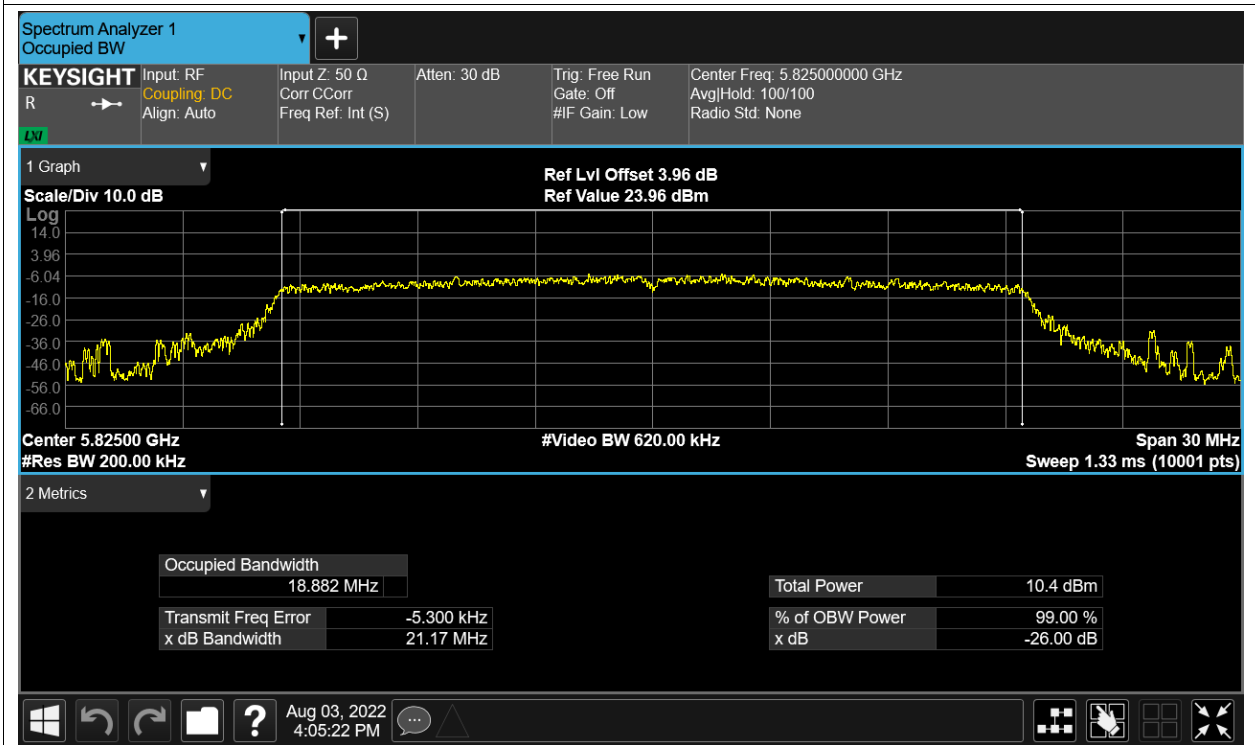 Spectrum Analyzer 1
Occupied BW
KEYSIGHT
R
LXI
Input: RF
Coupling: DC
Align: Auto
Input Z: 50 Ω
Corr CCorr
Freq Ref: Int (S)
Atten: 30 dB
Trig: Free Run
Gate: Off
#IF Gain: Low
Center Freq: 5.825000000 GHz
Avg|Hold: 100/100
Radio Std: None
1 Graph
Scale/Div 10.0 dB
Ref Lvl Offset 3.96 dB
Ref Value 23.96 dBm
Log
14.0
3.96
-6.04
-16.0
-26.0
-36.0
-46.0
-56.0
-66.0
Center 5.82500 GHz
#Res BW 200.00 kHz
#Video BW 620.00 kHz
Span 30 MHz
Sweep 1.33 ms (10001 pts)
2 Metrics
Occupied Bandwidth
18.882 MHz
Transmit Freq Error -5.300 kHz
x dB Bandwidth 21.17 MHz
Total Power 10.4 dBm
% of OBW Power 99.00 %
x dB -26.00 dB
?
Aug 03, 2022
4:05:22 PM